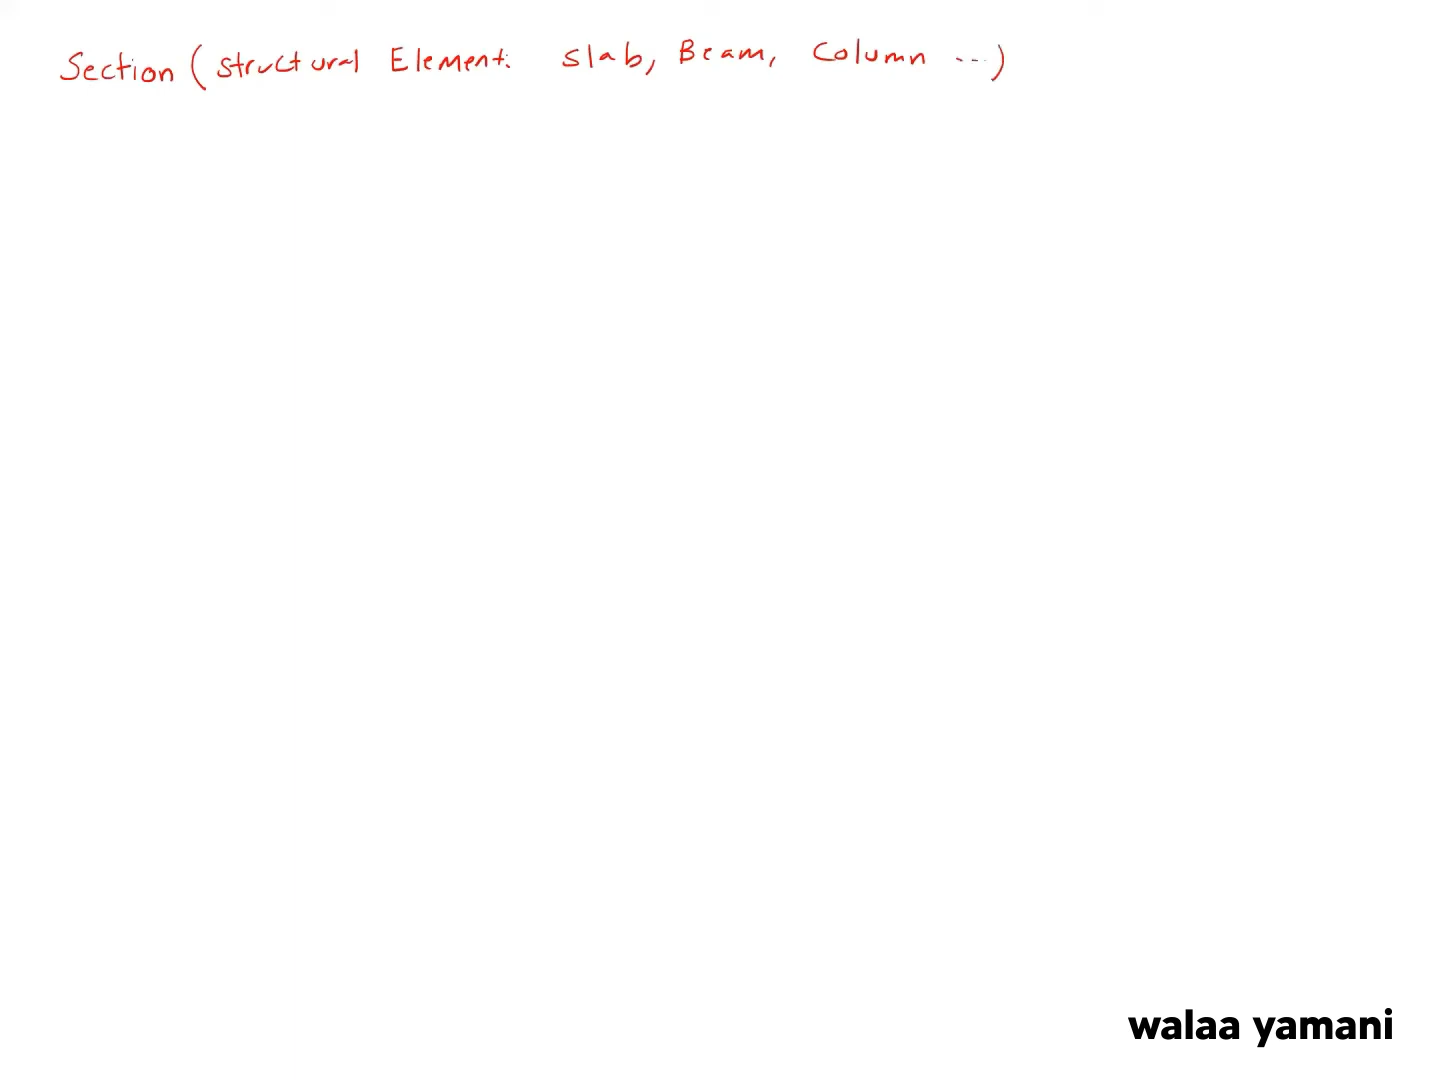 Section (structural Element: slab, Beam, Column ...)
walaa yamani